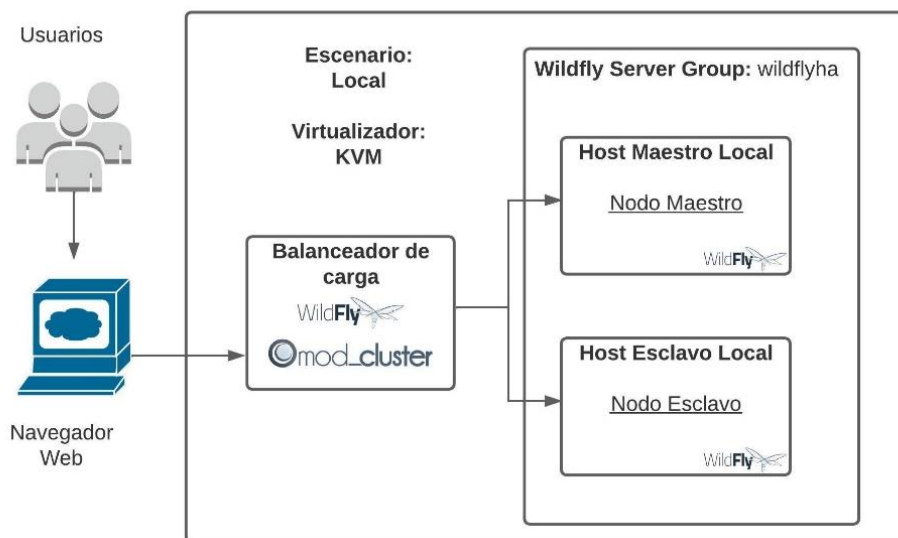 Usuarios
Navegador
Web
Escenario:
Local
Virtualizador:
KVM
Balanceador de
carga
WildFly
mod_cluster
Wildfly Server Group: wildflyha
Host Maestro Local
Nodo Maestro
WildFly
Host Esclavo Local
Nodo Esclavo
WildFly